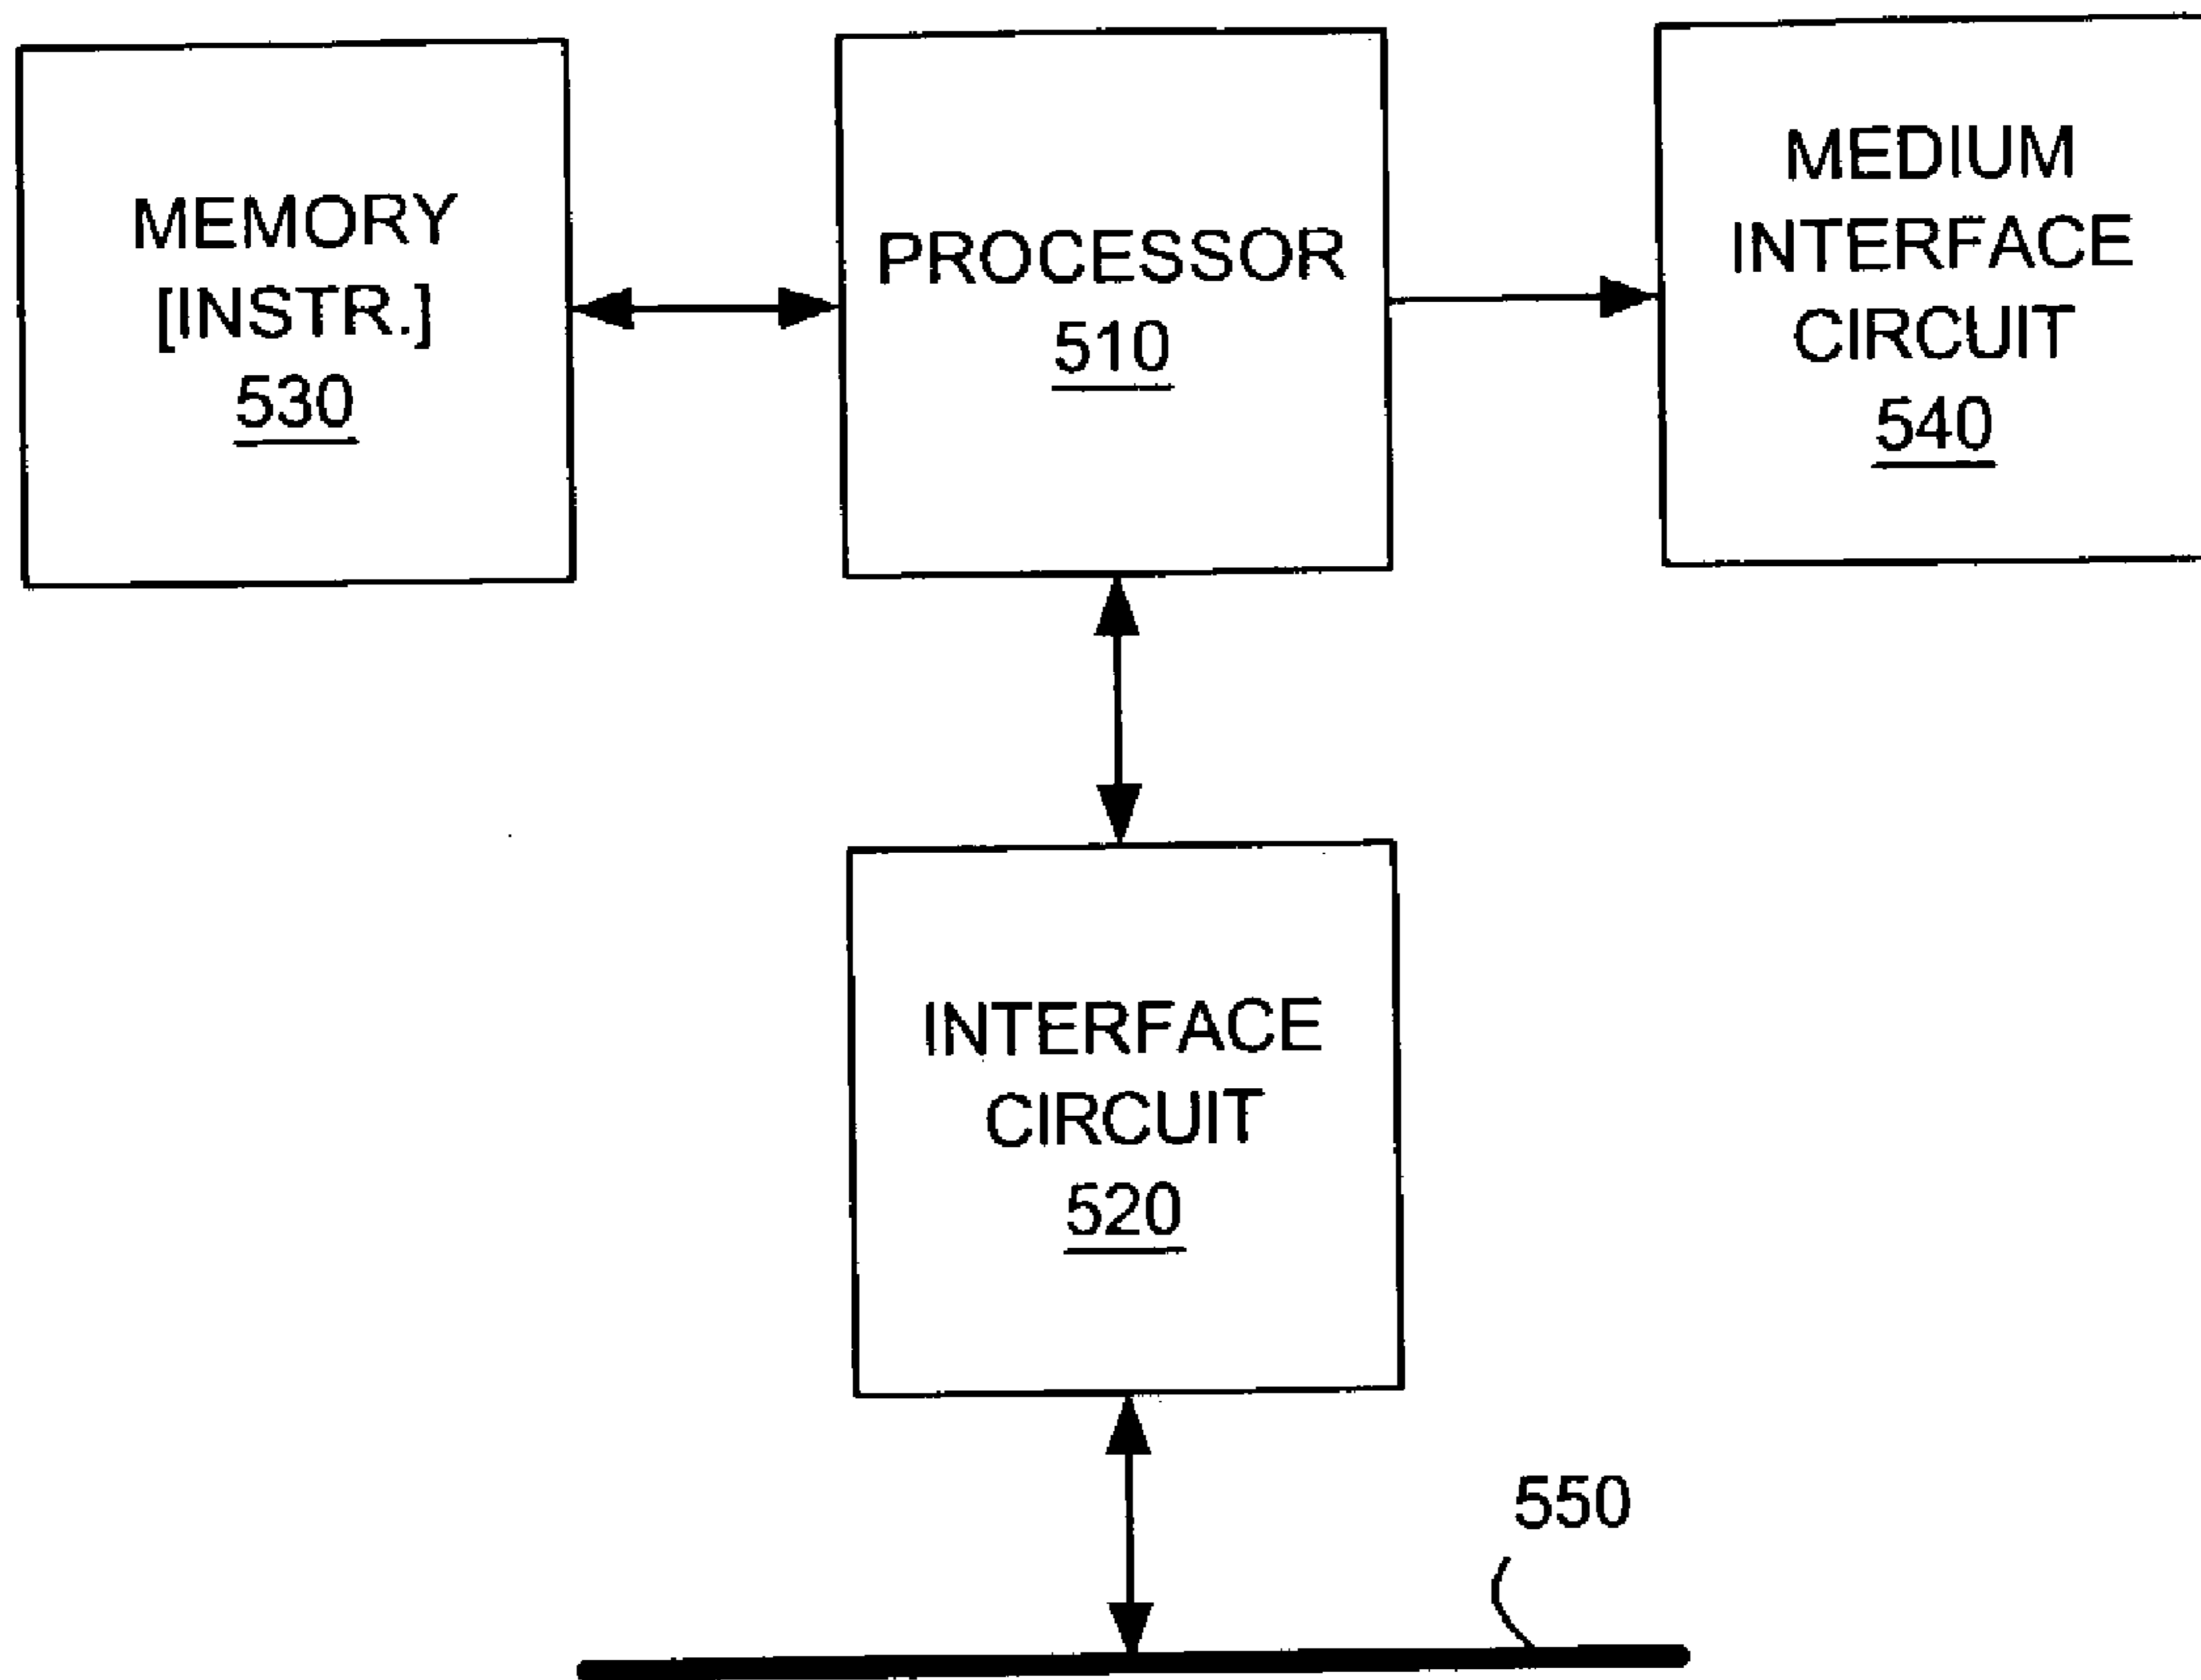 MEMORY
[INSTR.]
530
PROCESSOR
510
MEDIUM
INTERFACE
CIRCUIT
540
INTERFACE
CIRCUIT
520
550